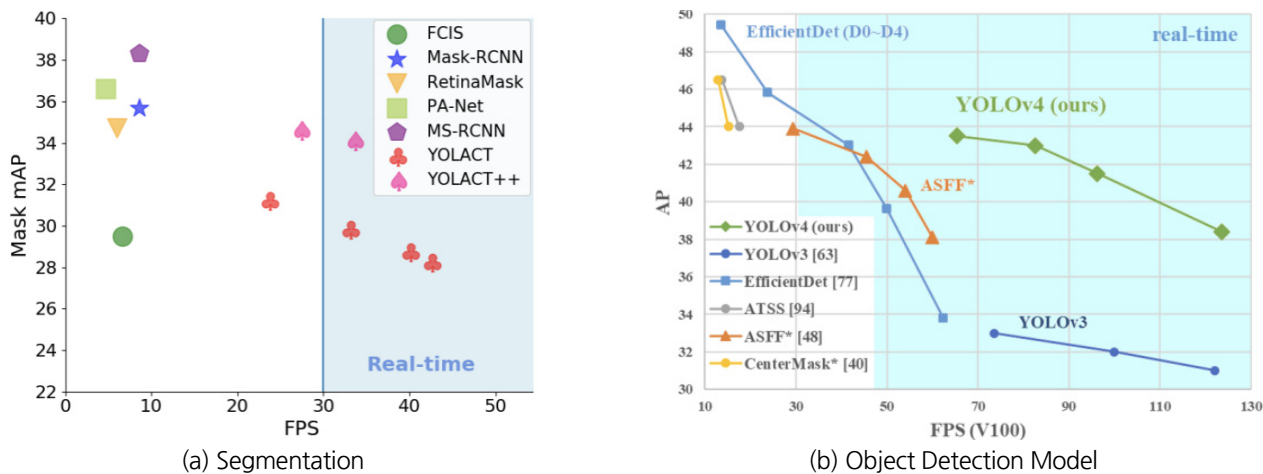 40
38
36
34
32
30
28
26
24
22
Mask mAP
0 10 20 30 40 50
FPS
FCIS
Mask-RCNN
RetinaMask
PA-Net
MS-RCNN
YOLACT
YOLACT++
Real-time
(a) Segmentation
50
48
46
44
42
40
38
36
34
32
30
AP
EfficientDet (D0~D4)
real-time
YOLOv4 (ours)
ASFF*
YOLOv4 (ours)
YOLOv3 [63]
EfficientDet [77]
ATSS [94]
ASFF* [48]
CenterMask* [40]
YOLOv3
10 30 50 70 90 110 130
FPS (V100)
(b) Object Detection Model